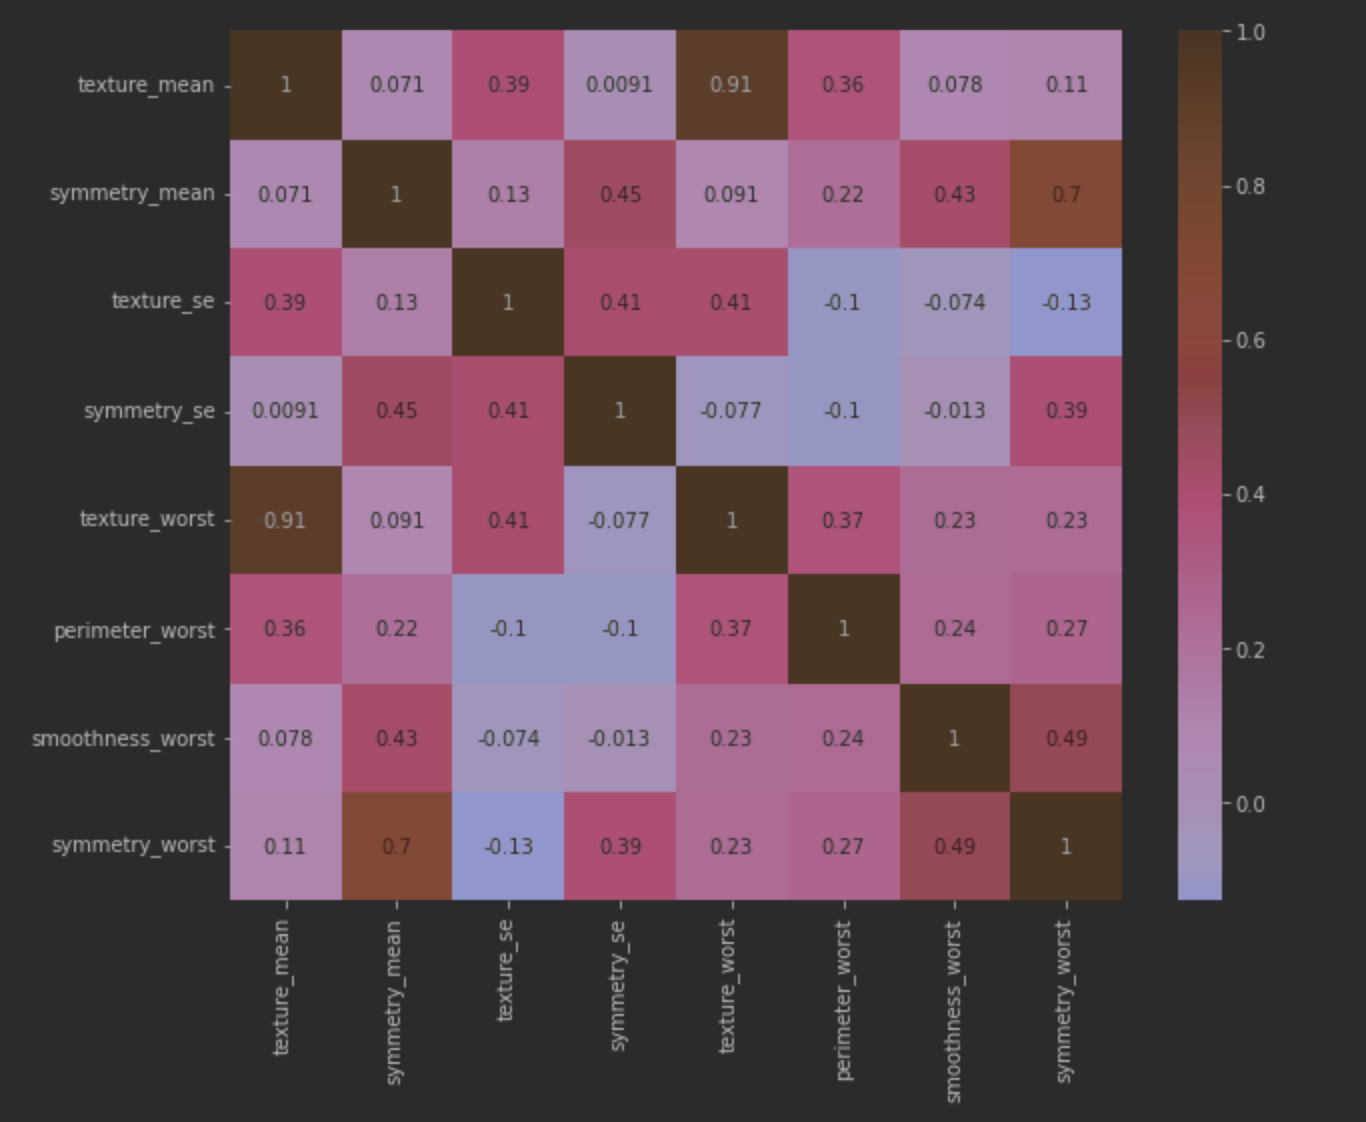 texture_mean 1 0.071 0.39 0.0091 0.91 0.36 0.078 0.11
symmetry_mean 0.071 1 0.13 0.45 0.091 0.22 0.43 0.7
texture_se 0.39 0.13 1 0.41 0.41 -0.1 -0.074 -0.13
symmetry_se 0.0091 0.45 0.41 1 -0.077 -0.1 -0.013 0.39
texture_worst 0.91 0.091 0.41 -0.077 1 0.37 0.23 0.23
perimeter_worst 0.36 0.22 -0.1 -0.1 0.37 1 0.24 0.27
smoothness_worst 0.078 0.43 -0.074 -0.013 0.23 0.24 1 0.49
symmetry_worst 0.11 0.7 -0.13 0.39 0.23 0.27 0.49 1
texture_mean
symmetry_mean
texture_se
symmetry_se
texture_worst
perimeter_worst
smoothness_worst
symmetry_worst
1.0
0.8
0.6
0.4
0.2
0.0